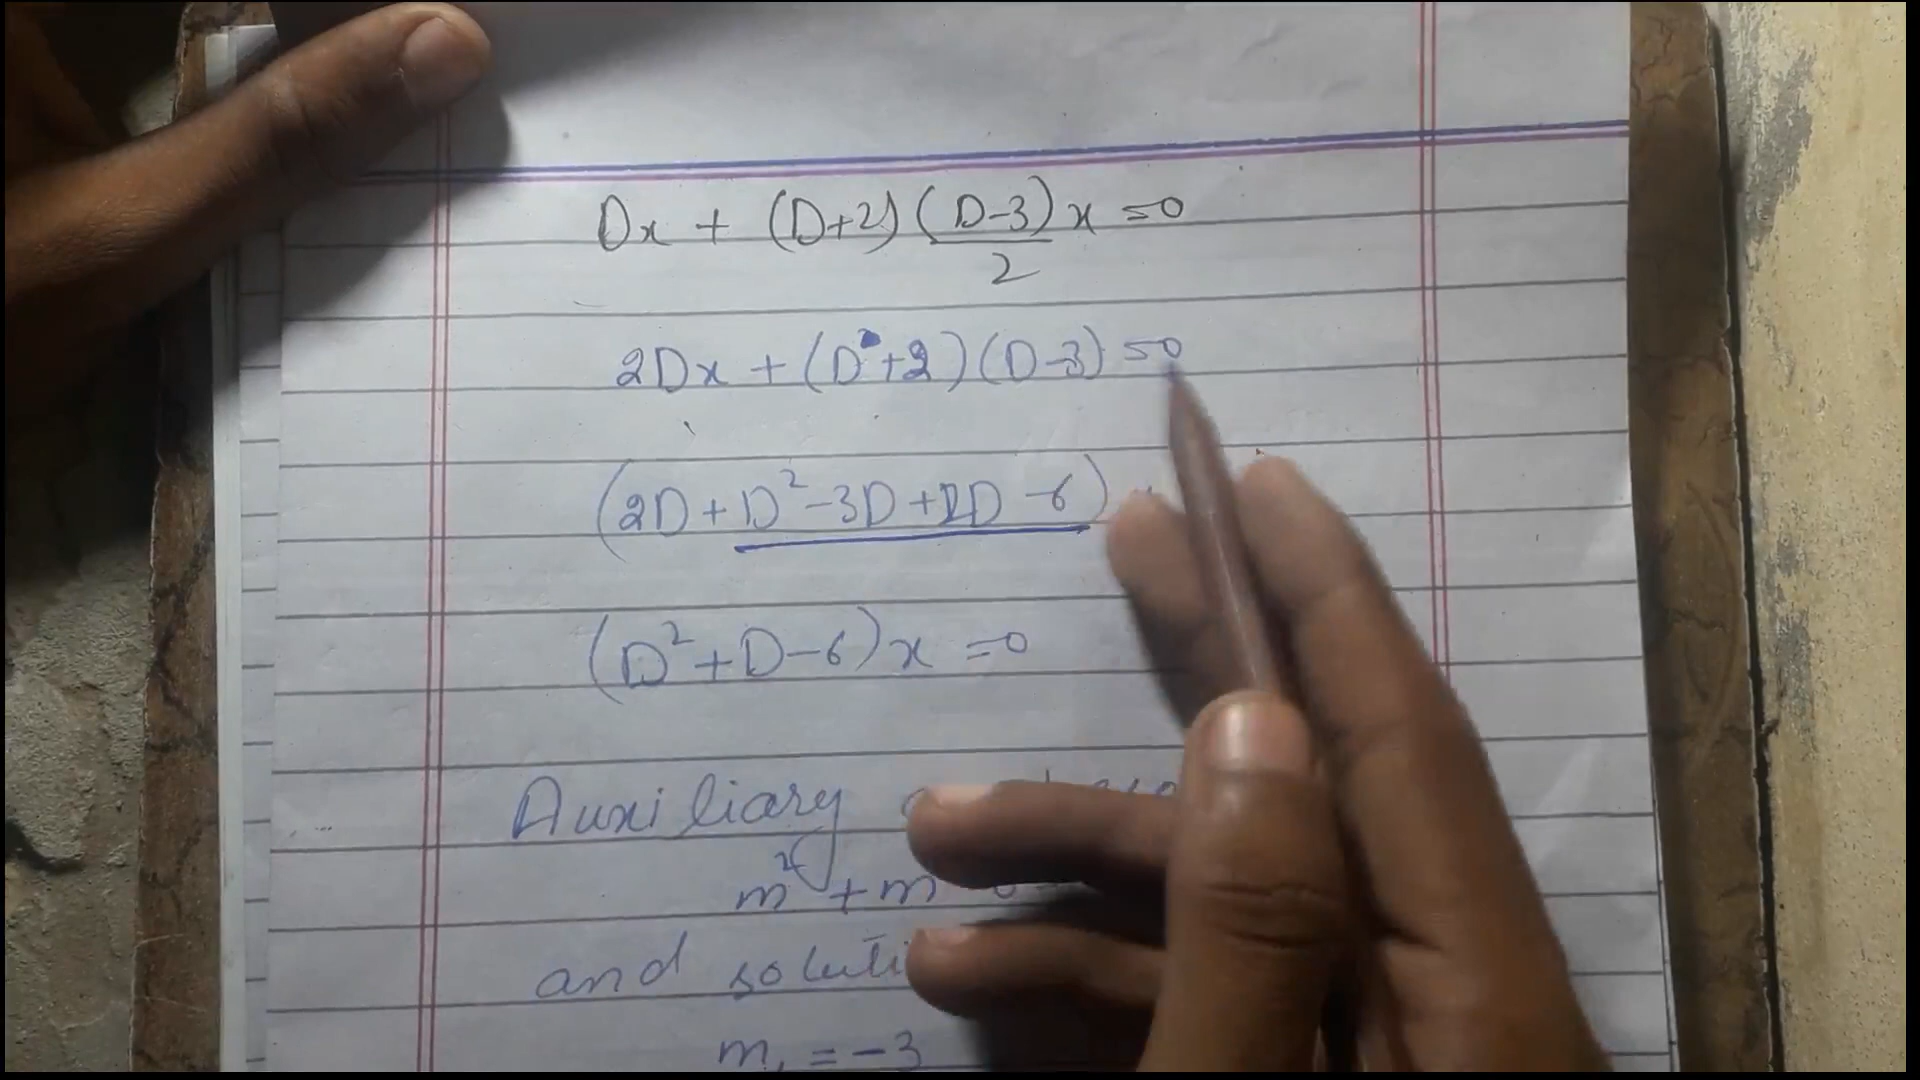 Dx + (D+2) (D-3)/2 x = 0
2Dx + (D+2) (D-3) = 0
(2D + D² - 3D + 2D - 6)
(D² + D - 6) x = 0
Auxiliary
m² + m
and
m₁ = -3